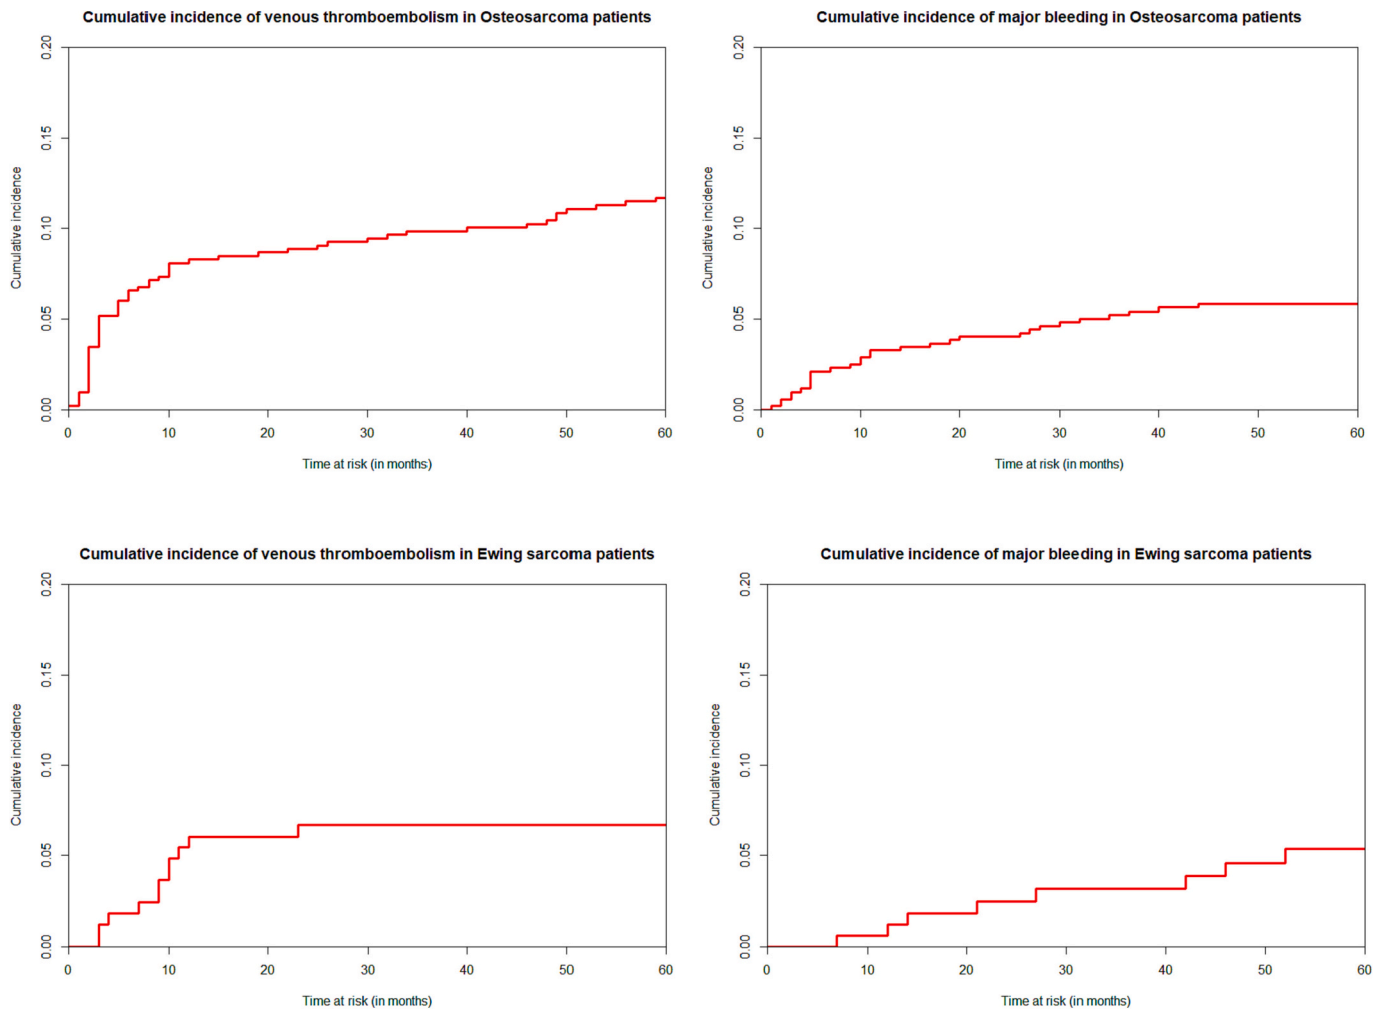 Cumulative incidence of venous thromboembolism in Osteosarcoma patients
Cumulative incidence
0.20
0.15
0.10
0.05
0.00
0 10 20 30 40 50 60
Time at risk (in months)
Cumulative incidence of major bleeding in Osteosarcoma patients
Cumulative incidence
0.20
0.15
0.10
0.05
0.00
0 10 20 30 40 50 60
Time at risk (in months)
Cumulative incidence of venous thromboembolism in Ewing sarcoma patients
Cumulative incidence
0.20
0.15
0.10
0.05
0.00
0 10 20 30 40 50 60
Time at risk (in months)
Cumulative incidence of major bleeding in Ewing sarcoma patients
Cumulative incidence
0.20
0.15
0.10
0.05
0.00
0 10 20 30 40 50 60
Time at risk (in months)